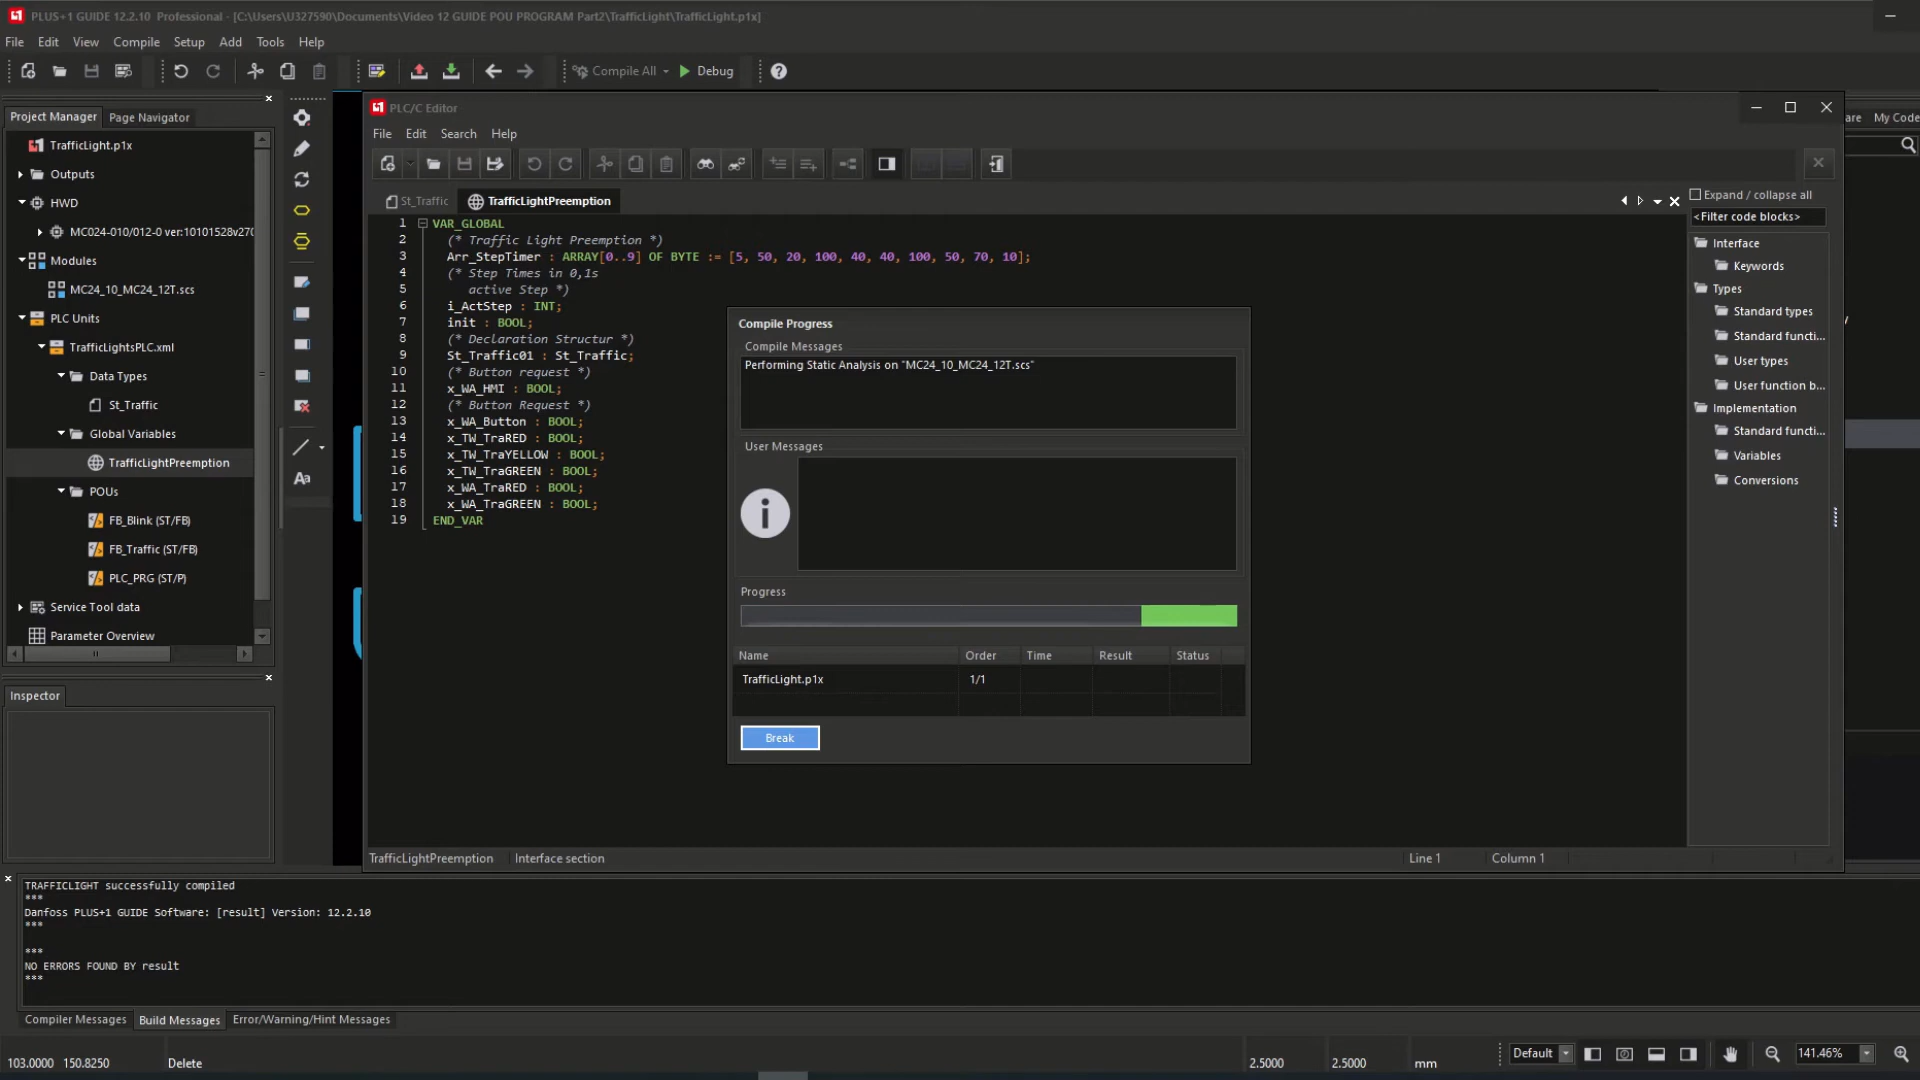 PLUS+1 GUIDE 12.2.10 Professional - [C:\Users\U327590\Documents\Video 12 GUIDE POU PROGRAM Part2\TrafficLight\TrafficLight.p1x]
File Edit View Compile Setup Add Tools Help
Compile All Debug
Project Manager Page Navigator
TrafficLight.p1x
Outputs
HWD
MC024-010/012-0 ver:10101528v270
Modules
MC24_10_MC24_12T.scs
PLC Units
TrafficLightsPLC.xml
Data Types
St_Traffic
Global Variables
TrafficLightPreemption
POUs
FB_Blink (ST/FB)
FB_Traffic (ST/FB)
PLC_PRG (ST/P)
Service Tool data
Parameter Overview
Inspector
PLC/C Editor
File Edit Search Help
St_Traffic TrafficLightPreemption
1 VAR_GLOBAL
2 (* Traffic Light Preemption *)
3 Arr_StepTimer : ARRAY[0..9] OF BYTE := [5, 50, 20, 100, 40, 40, 100, 50, 70, 10];
4 (* Step Times in 0,1s
5 active Step *)
6 i_ActStep : INT;
7 init : BOOL;
8 (* Declaration Structur *)
9 St_Traffic01 : St_Traffic;
10 (* Button request *)
11 x_WA_HMI : BOOL;
12 (* Button Request *)
13 x_WA_Button : BOOL;
14 x_TW_TraRED : BOOL;
15 x_TW_TraYELLOW : BOOL;
16 x_TW_TraGREEN : BOOL;
17 x_WA_TraRED : BOOL;
18 x_WA_TraGREEN : BOOL;
19 END_VAR
Compile Progress
Compile Messages
Performing Static Analysis on "MC24_10_MC24_12T.scs"
User Messages
Progress
Name Order Time Result Status
TrafficLight.p1x 1/1
Break
Expand / collapse all
<Filter code blocks>
Interface
Keywords
Types
Standard types
Standard functi...
User types
User function b...
Implementation
Standard functi...
Variables
Conversions
My Code
TrafficLightPreemption Interface section Line 1 Column 1
TRAFFICLIGHT successfully compiled
***
Danfoss PLUS+1 GUIDE Software: [result] Version: 12.2.10
***
***
NO ERRORS FOUND BY result
***
Compiler Messages Build Messages Error/Warning/Hint Messages
103.0000 150.8250 Delete 2.5000 2.5000 mm Default 141.46%